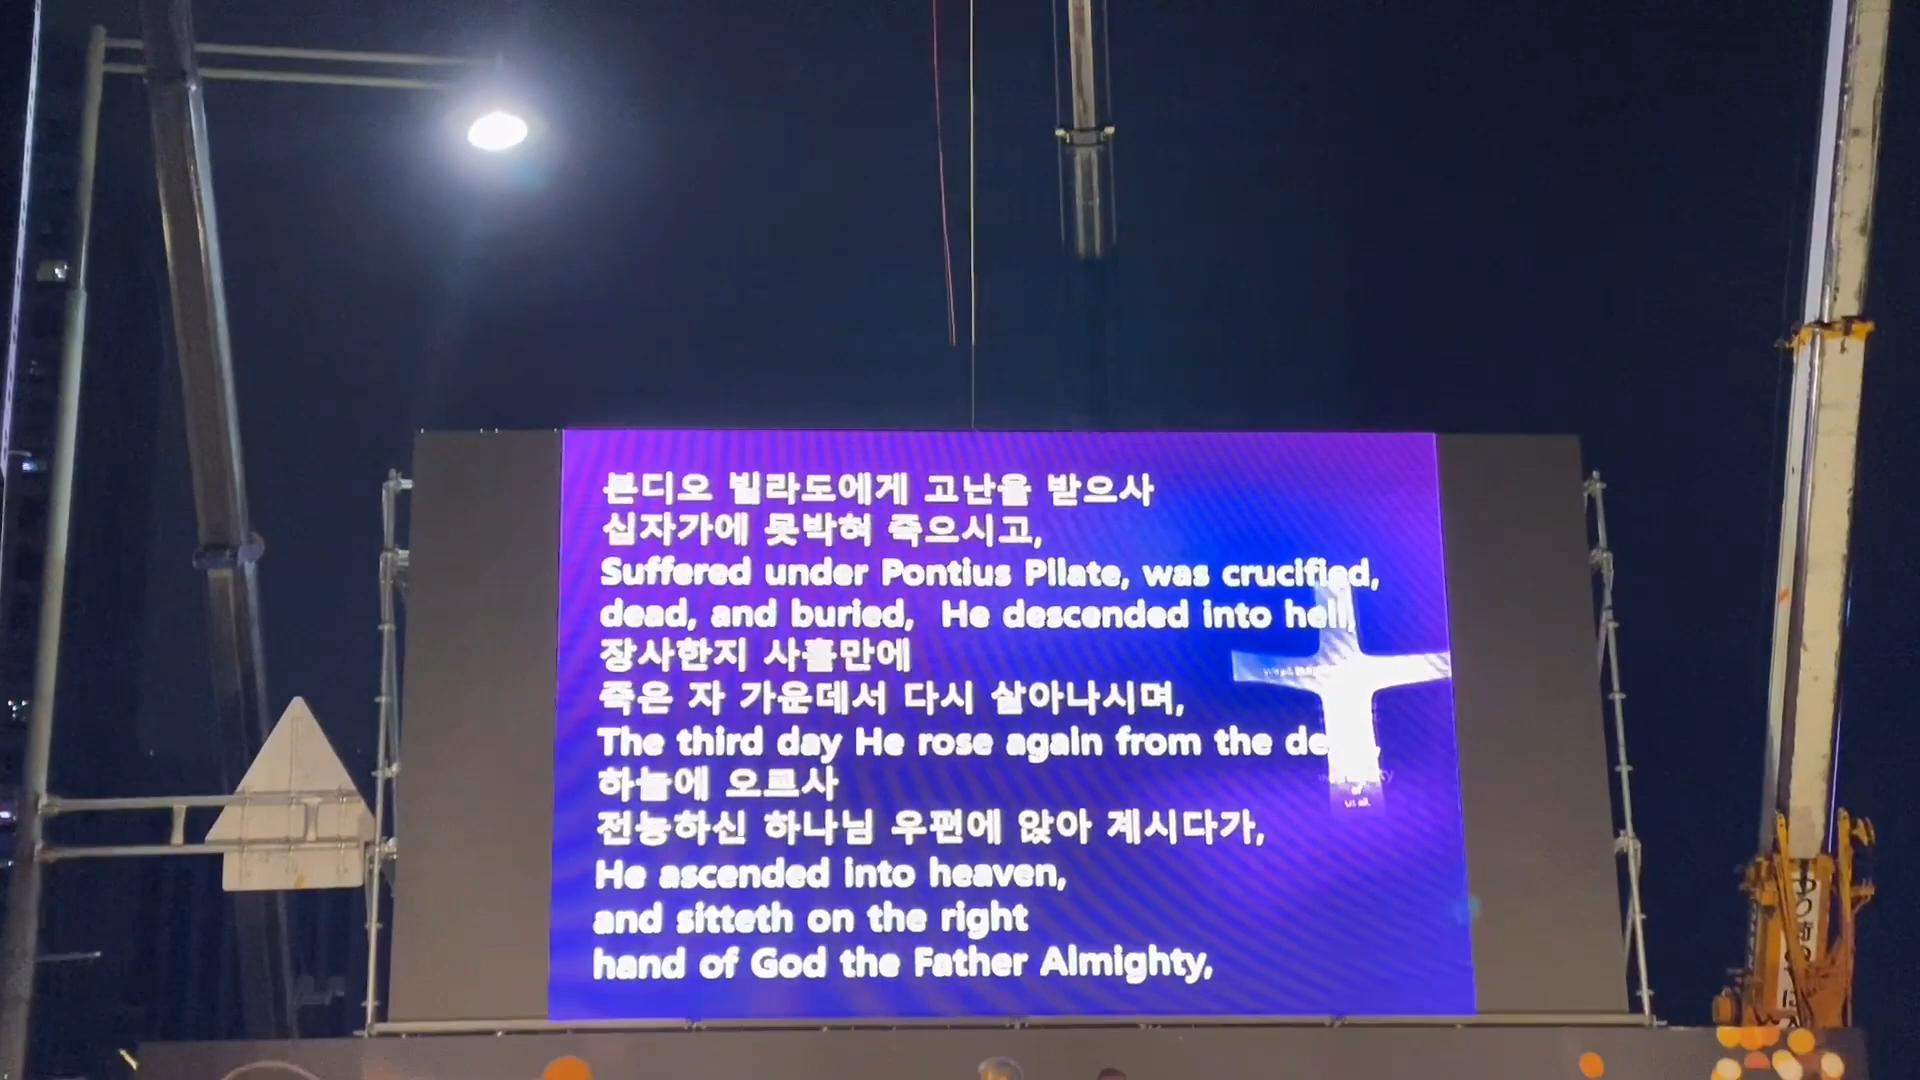 본디오 빌라도에게 고난을 받으사
십자가에 못박혀 죽으시고,
Suffered under Pontius Pilate, was crucified,
dead, and buried, He descended into hell,
장사한지 사흘만에
죽은 자 가운데서 다시 살아나시며,
The third day He rose again from the
하늘에 오르사
전능하신 하나님 우편에 앉아 계시다가,
He ascended into heaven,
and sitteth on the right
hand of God the Father Almighty,
us all.